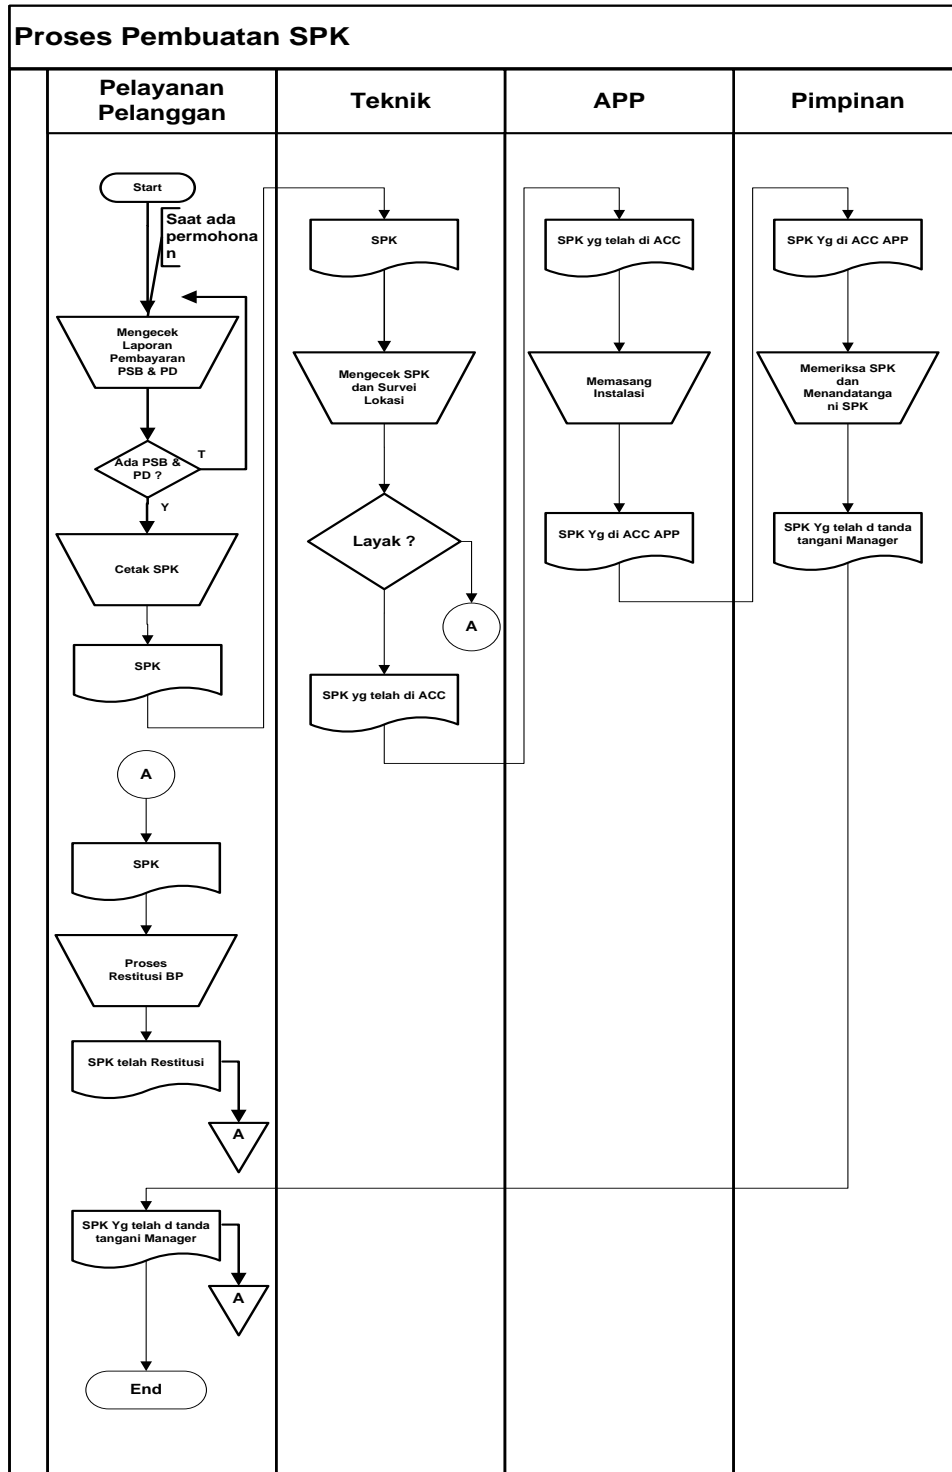 Proses Pembuatan SPK
Pelayanan
Pelanggan
Teknik
APP
Pimpinan
Start
Saat ada
permohona
n
Mengecek
Laporan
Pembayaran
PSB & PD
Ada PSB &
PD ?
T
Y
Cetak SPK
SPK
A
SPK
Proses
Restitusi BP
SPK telah Restitusi
A
SPK Yg telah d tanda
tangani Manager
A
End
SPK
Mengecek SPK
dan Survei
Lokasi
Layak ?
A
SPK yg telah di ACC
SPK yg telah di ACC
Memasang
Instalasi
SPK Yg di ACC APP
SPK Yg di ACC APP
Memeriksa SPK
dan
Menandatanga
ni SPK
SPK Yg telah d tanda
tangani Manager